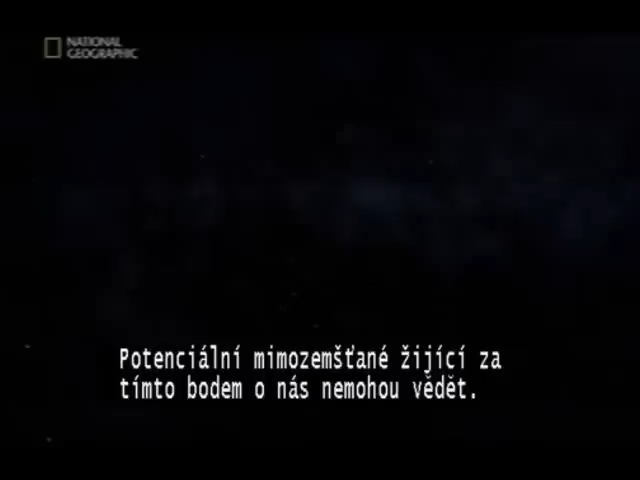 NATIONAL
GEOGRAPHIC
Potenciální mimozemšťané žijící za
tímto bodem o nás nemohou vědět.